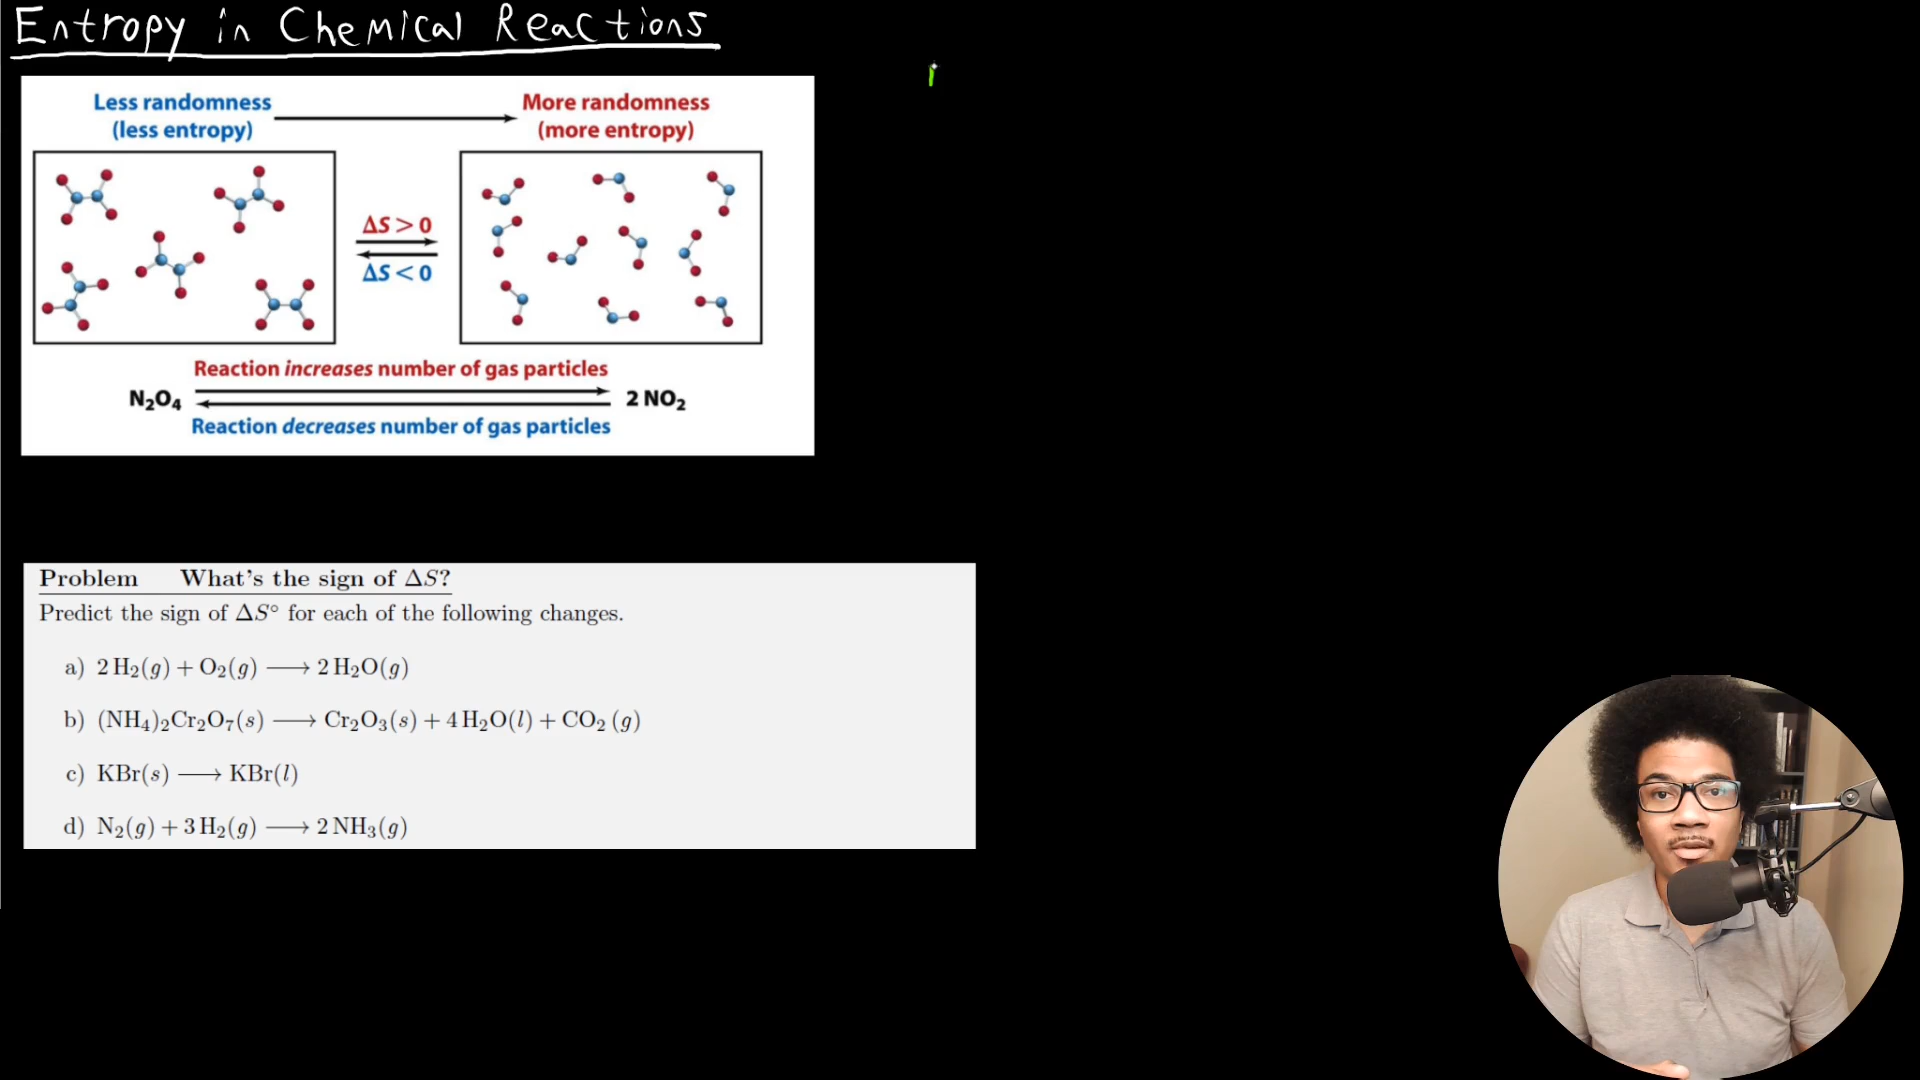 Entropy in Chemical Reactions
Less randomness
(less entropy)
More randomness
(more entropy)
ΔS > 0
ΔS < 0
Reaction increases number of gas particles
N₂O₄
2 NO₂
Reaction decreases number of gas particles
Problem What's the sign of ΔS?
Predict the sign of ΔS° for each of the following changes.
a) 2 H₂(g) + O₂(g) ⟶ 2 H₂O(g)
b) (NH₄)₂Cr₂O₇(s) ⟶ Cr₂O₃(s) + 4 H₂O(l) + CO₂ (g)
c) KBr(s) ⟶ KBr(l)
d) N₂(g) + 3 H₂(g) ⟶ 2 NH₃(g)